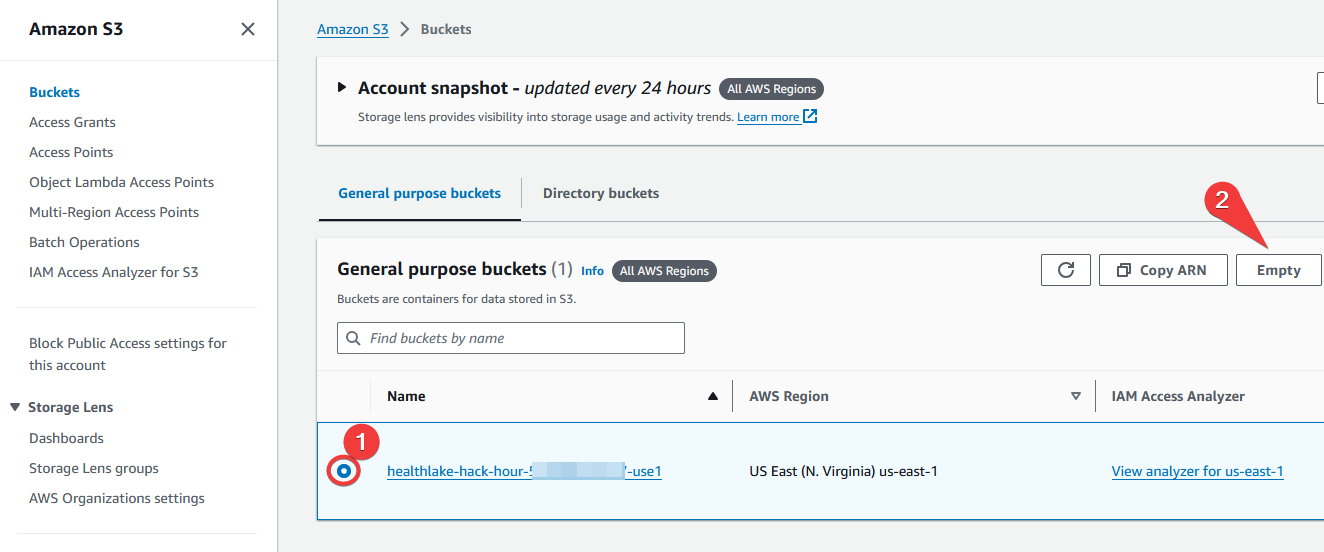 Amazon S3
Buckets
Access Grants
Access Points
Object Lambda Access Points
Multi-Region Access Points
Batch Operations
IAM Access Analyzer for S3
Block Public Access settings for
this account
Storage Lens
Dashboards
Storage Lens groups
AWS Organizations settings
Amazon S3 Buckets
Account snapshot - updated every 24 hours All AWS Regions
Storage lens provides visibility into storage usage and activity trends. Learn more
General purpose buckets Directory buckets
2
General purpose buckets (1) Info All AWS Regions Copy ARN Empty
Buckets are containers for data stored in S3.
Find buckets by name
Name AWS Region IAM Access Analyzer
1
healthlake-hack-hour- -use1 US East (N. Virginia) us-east-1 View analyzer for us-east-1